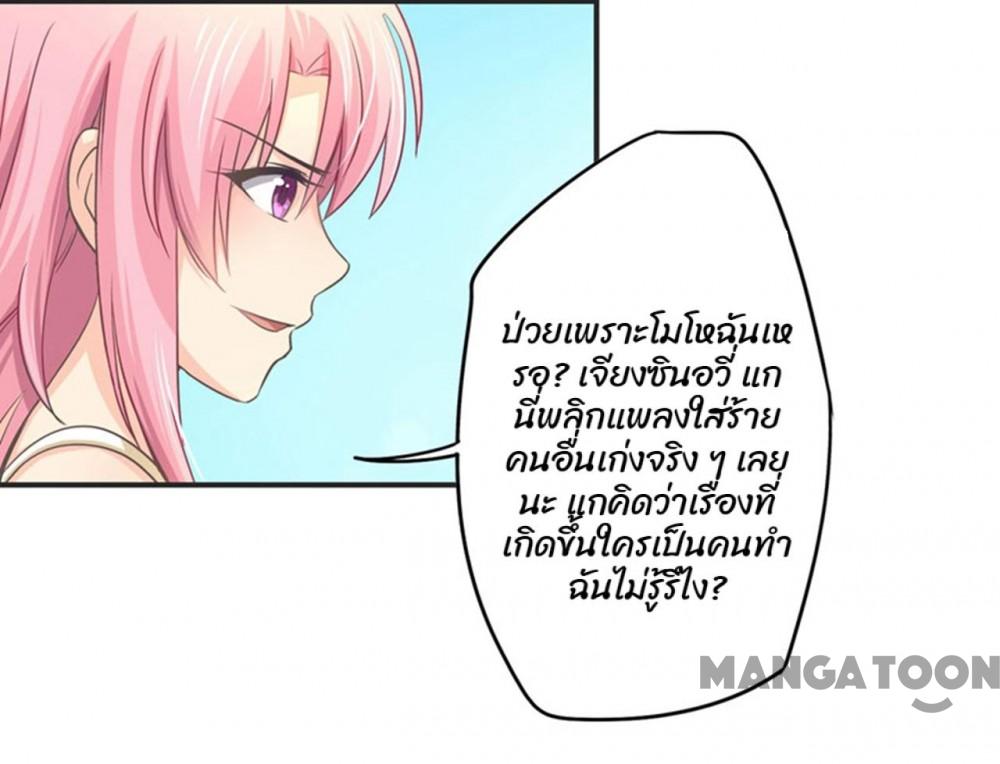 ป่วยเพราะโมโหฉันเห
รอ? เจียงซินอวี่ แก
นี่พลิกแพลงใส่ร้าย
คนอื่นเก่งจริง ๆ เลย
นะ แกคิดว่าเรื่องที่
เกิดขึ้นใครเป็นคนทำ
ฉันไม่รู้รึไง?
MANGATOON